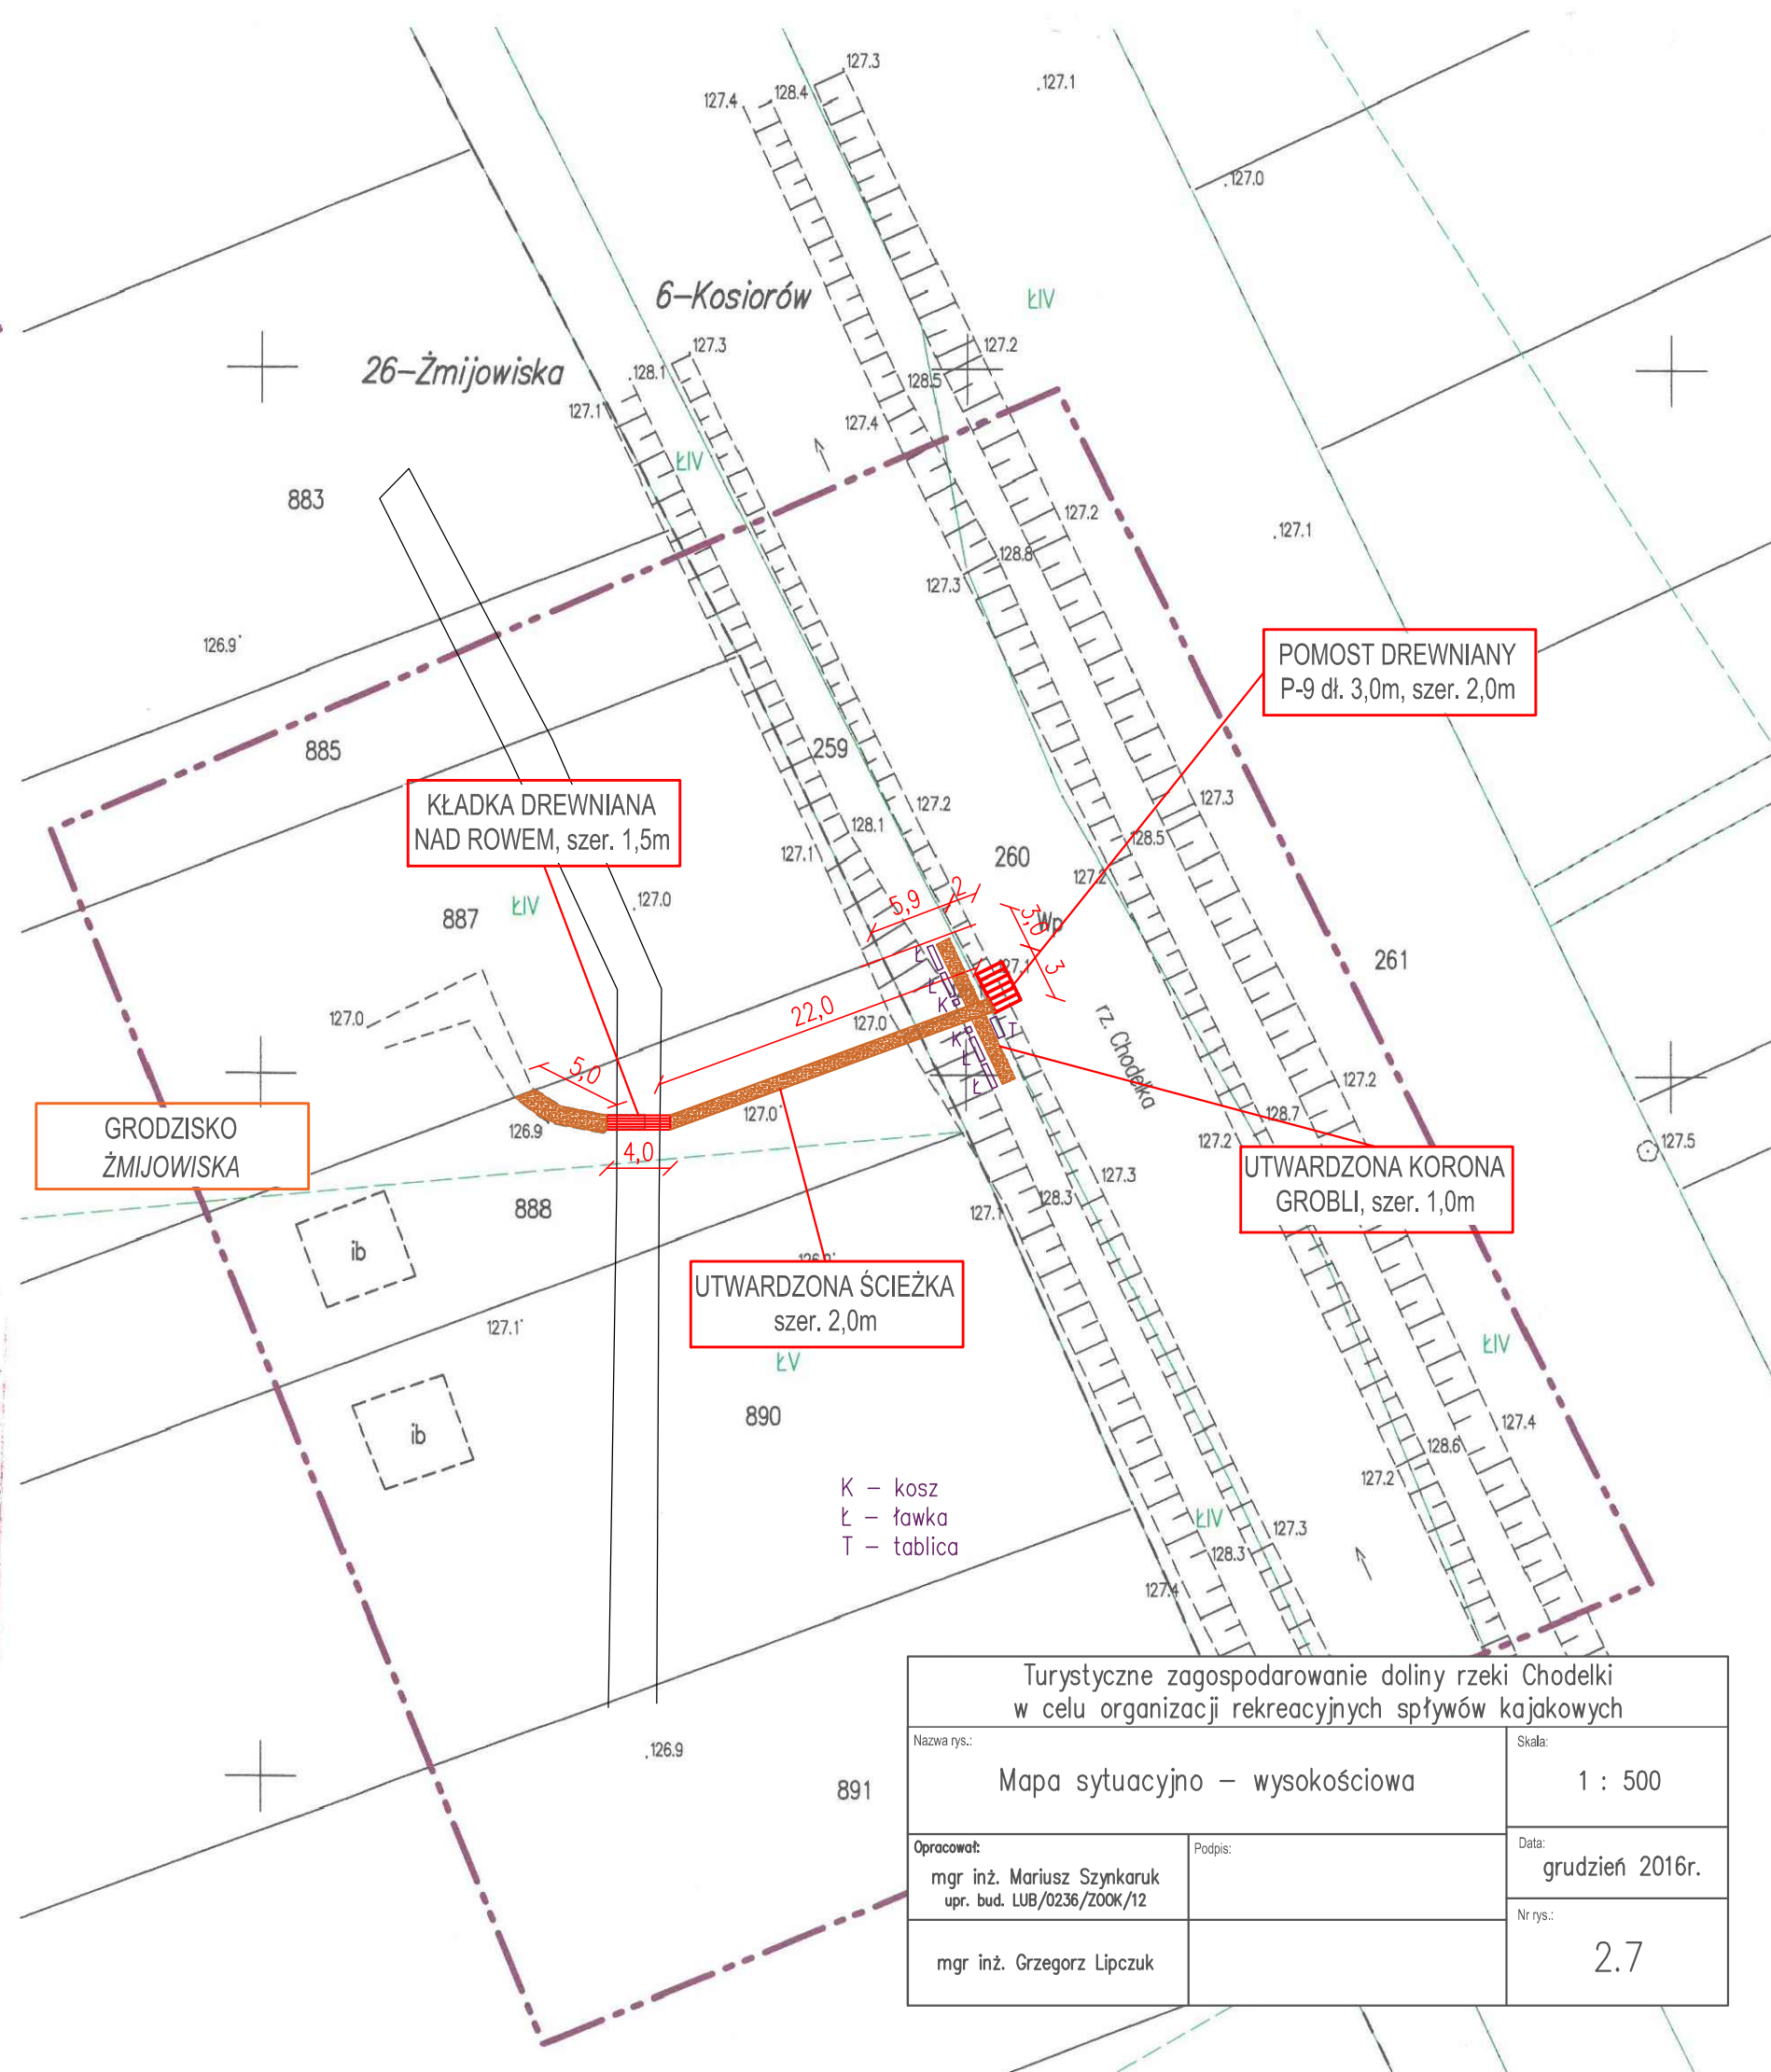 127.3
127.4
128.4
.127.1
.127.0
6–Kosiorów
ŁIV
26–Żmijowiska
127.3
.128.1
127.1
127.2
128.5
127.4
ŁIV
883
127.2
.127.1
128.8
127.3
126.9
POMOST DREWNIANY
P-9 dł. 3,0m, szer. 2,0m
885
259
KŁADKA DREWNIANA
NAD ROWEM, szer. 1,5m
127.2
128.1
127.1
127.3
128.5
260
127.2
887
ŁIV
.127.0
5,9
2
3,0
Wp
3
127.1
261
Ł
Ł
K
22,0
127.0
127.0
K
T
Ł
Ł
rz. Chodelka
5,0
127.2
GRODZISKO
ŻMIJOWISKA
126.9
127.0
4,0
128.7
127.2
127.5
UTWARDZONA KORONA
GROBLI, szer. 1,0m
127.3
128.3
127.1
888
ib
UTWARDZONA ŚCIEŻKA
szer. 2,0m
127.1
ŁV
ŁIV
ib
890
127.4
128.6
127.2
K – kosz
Ł – ławka
T – tablica
ŁIV
127.3
128.3
127.4
.126.9
891
Turystyczne zagospodarowanie doliny rzeki Chodelki
w celu organizacji rekreacyjnych spływów kajakowych
Nazwa rys.:
Mapa sytuacyjno – wysokościowa
Skala:
1 : 500
Opracował:
mgr inż. Mariusz Szynkaruk
upr. bud. LUB/0236/ZOOK/12
Podpis:
Data:
grudzień 2016r.
mgr inż. Grzegorz Lipczuk
Nr rys.:
2.7